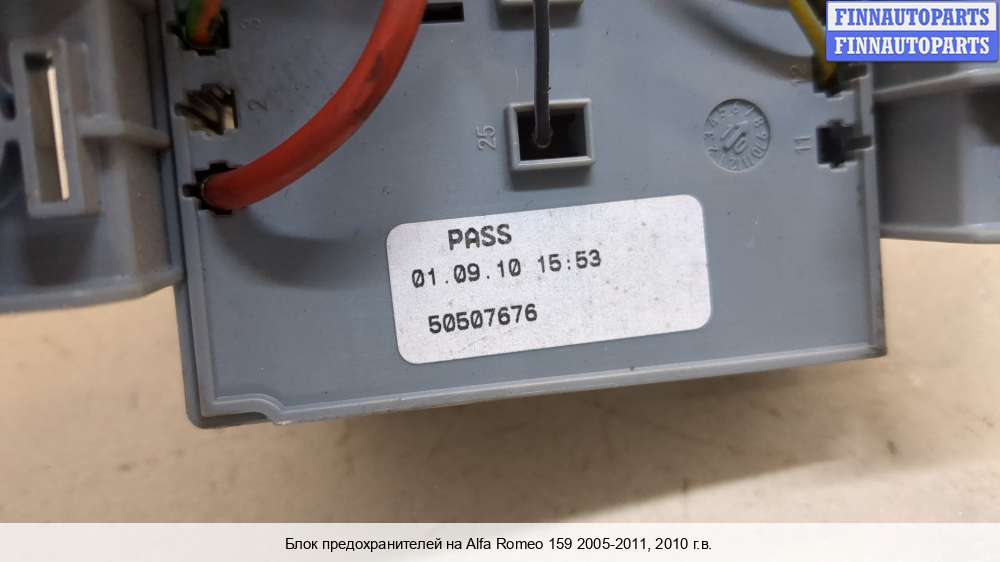 FINNAUTOPARTS
FINNAUTOPARTS
3
2
25
12
11
10
PASS
01.09.10 15:53
50507676
Блок предохранителей на Alfa Romeo 159 2005-2011, 2010 г.в.